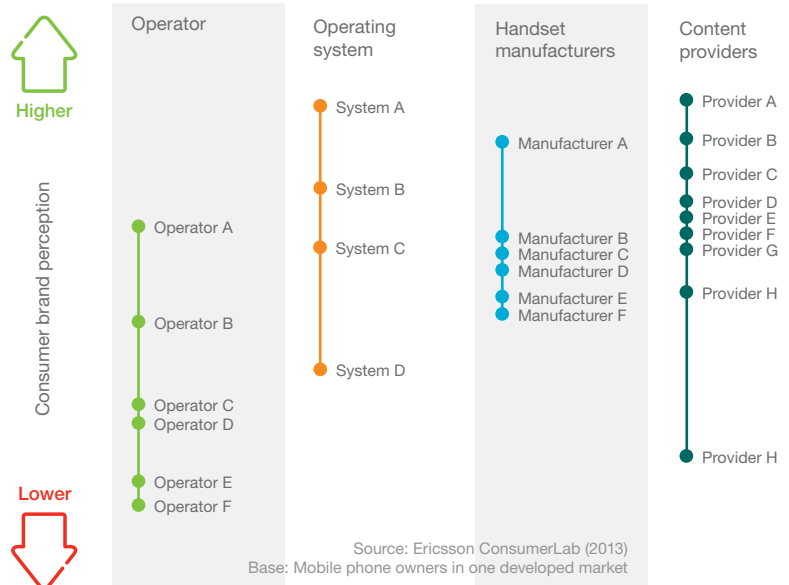 Higher
Consumer brand perception
Lower
Operator
Operator A
Operator B
Operator C
Operator D
Operator E
Operator F
Operating
system
System A
System B
System C
System D
Handset
manufacturers
Manufacturer A
Manufacturer B
Manufacturer C
Manufacturer D
Manufacturer E
Manufacturer F
Content
providers
Provider A
Provider B
Provider C
Provider D
Provider E
Provider F
Provider G
Provider H
Provider H
Source: Ericsson ConsumerLab (2013)
Base: Mobile phone owners in one developed market